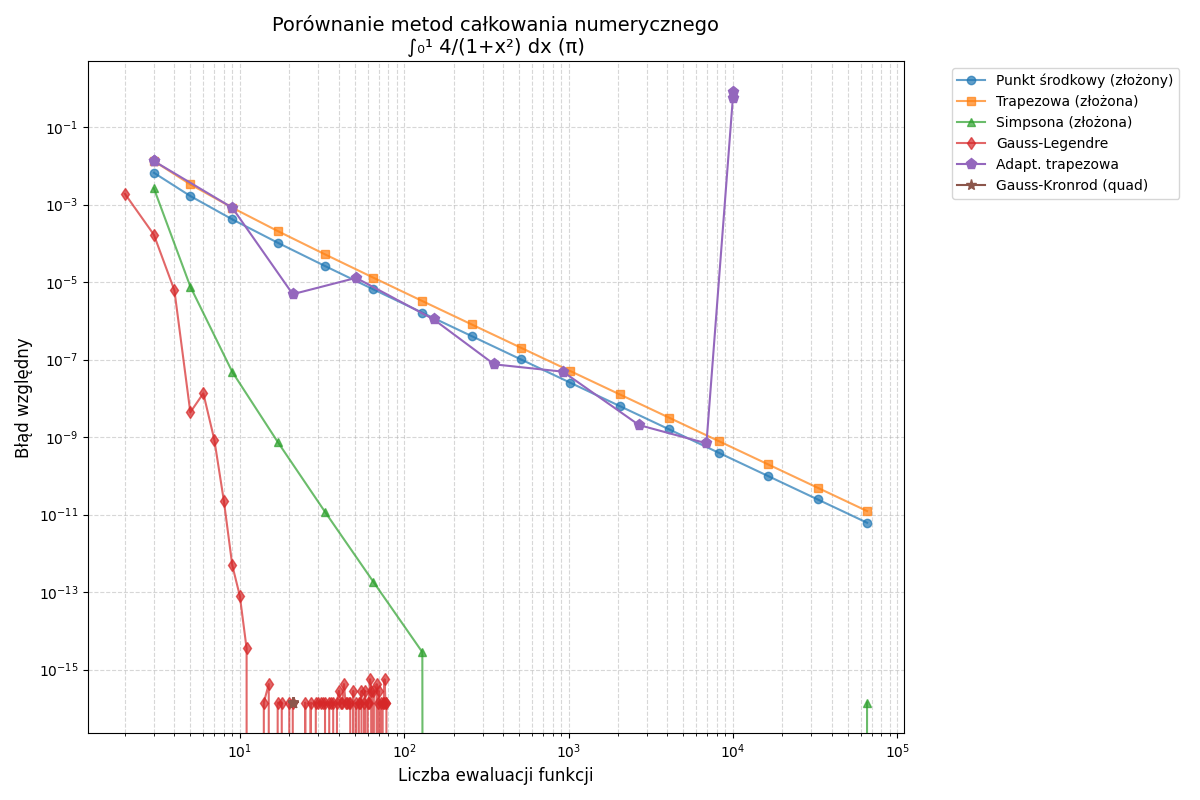 Porównanie metod całkowania numerycznego
∫₀¹ 4/(1+x²) dx (π)
Błąd względny
10⁻¹
10⁻³
10⁻⁵
10⁻⁷
10⁻⁹
10⁻¹¹
10⁻¹³
10⁻¹⁵
10¹
10²
10³
10⁴
10⁵
Liczba ewaluacji funkcji
Punkt środkowy (złożony)
Trapezowa (złożona)
Simpsona (złożona)
Gauss-Legendre
Adapt. trapezowa
Gauss-Kronrod (quad)